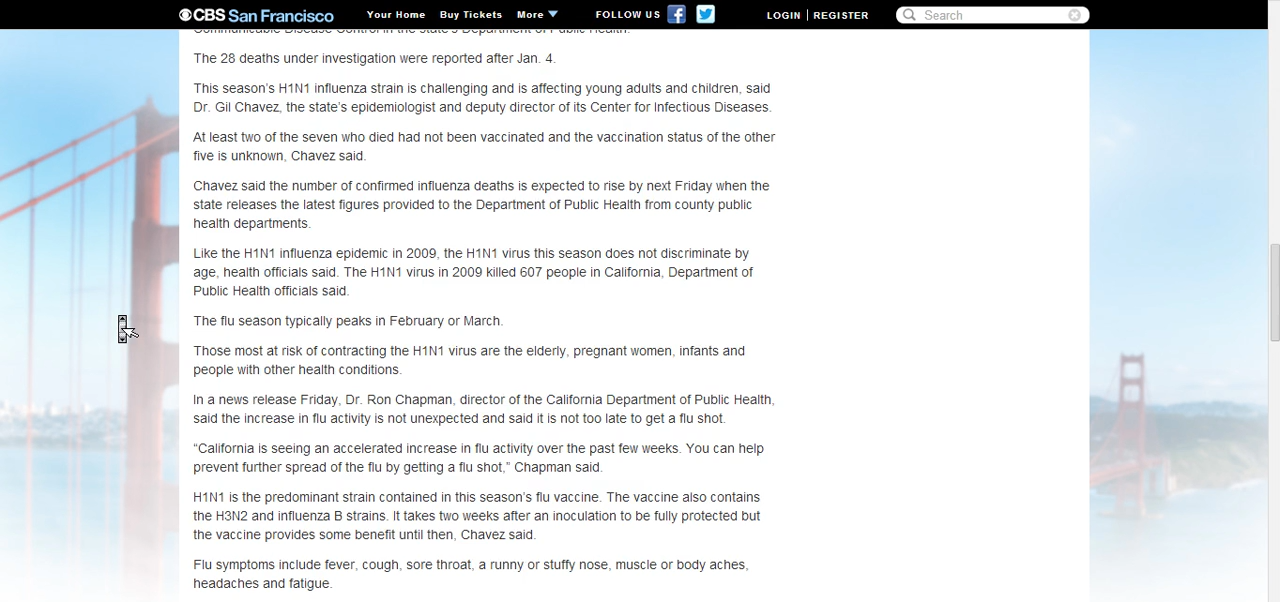 CBS San Francisco Your Home Buy Tickets More FOLLOW US LOGIN | REGISTER Search
Communicable Disease Control in the state's Department of Public Health.
The 28 deaths under investigation were reported after Jan. 4.
This season's H1N1 influenza strain is challenging and is affecting young adults and children, said
Dr. Gil Chavez, the state's epidemiologist and deputy director of its Center for Infectious Diseases.
At least two of the seven who died had not been vaccinated and the vaccination status of the other
five is unknown, Chavez said.
Chavez said the number of confirmed influenza deaths is expected to rise by next Friday when the
state releases the latest figures provided to the Department of Public Health from county public
health departments.
Like the H1N1 influenza epidemic in 2009, the H1N1 virus this season does not discriminate by
age, health officials said. The H1N1 virus in 2009 killed 607 people in California, Department of
Public Health officials said.
The flu season typically peaks in February or March.
Those most at risk of contracting the H1N1 virus are the elderly, pregnant women, infants and
people with other health conditions.
In a news release Friday, Dr. Ron Chapman, director of the California Department of Public Health,
said the increase in flu activity is not unexpected and said it is not too late to get a flu shot.
“California is seeing an accelerated increase in flu activity over the past few weeks. You can help
prevent further spread of the flu by getting a flu shot,” Chapman said.
H1N1 is the predominant strain contained in this season's flu vaccine. The vaccine also contains
the H3N2 and influenza B strains. It takes two weeks after an inoculation to be fully protected but
the vaccine provides some benefit until then, Chavez said.
Flu symptoms include fever, cough, sore throat, a runny or stuffy nose, muscle or body aches,
headaches and fatigue.